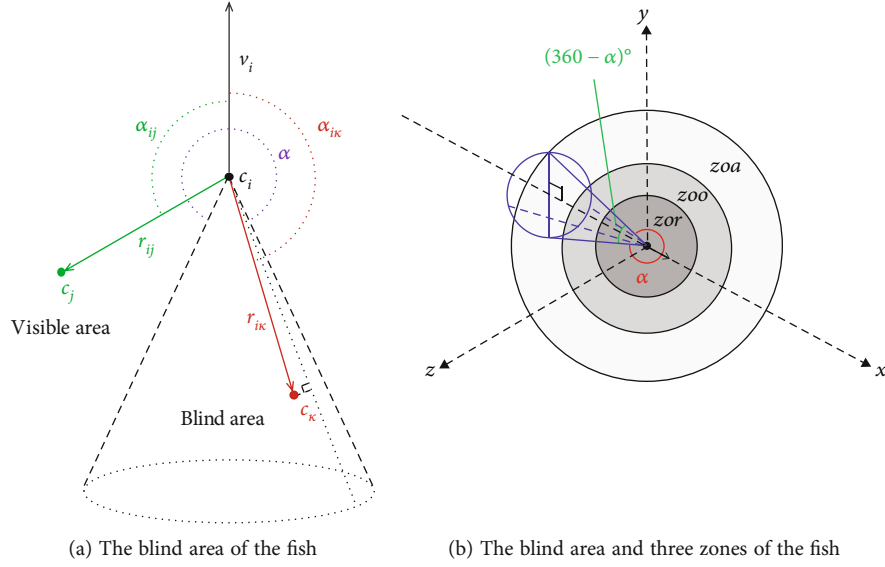 v_i
α_ij
α_iκ
α
c_i
r_ij
c_j
Visible area
r_iκ
Blind area
c_κ
(a) The blind area of the fish
y
(360 – α)°
zoa
zoo
zor
α
z
x
(b) The blind area and three zones of the fish